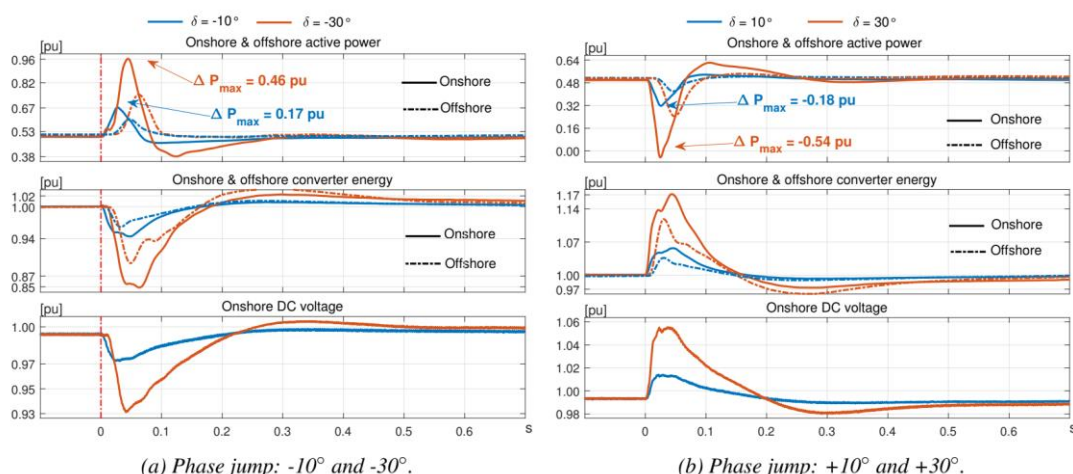 δ = -10° δ = -30°
[pu] Onshore & offshore active power
0.96
0.82
0.67
0.53
0.38
Δ Pmax = 0.46 pu
Δ Pmax = 0.17 pu
Onshore
Offshore
[pu] Onshore & offshore converter energy
1.02
1.00
0.94
0.87
0.85
Onshore
Offshore
[pu] Onshore DC voltage
1.00
0.97
0.95
0.93
0 0.1 0.2 0.3 0.4 0.5 0.6 s
(a) Phase jump: -10° and -30°.
δ = 10° δ = 30°
[pu] Onshore & offshore active power
0.64
0.48
0.32
0.16
0.00
Δ Pmax = -0.18 pu
Δ Pmax = -0.54 pu
Onshore
Offshore
[pu] Onshore & offshore converter energy
1.17
1.14
1.07
1.00
0.97
Onshore
Offshore
[pu] Onshore DC voltage
1.06
1.04
1.02
1.00
0.98
0 0.1 0.2 0.3 0.4 0.5 0.6 s
(b) Phase jump: +10° and +30°.